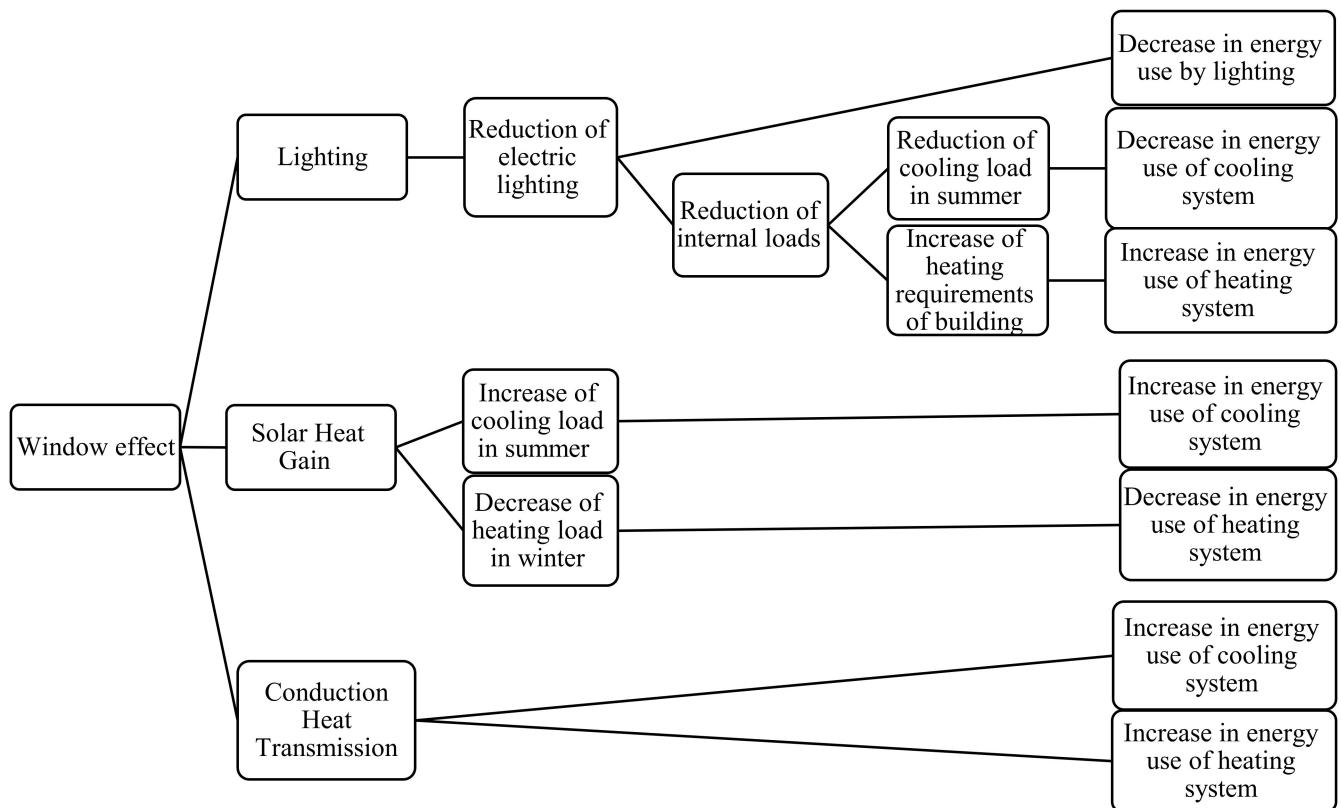 Window effect
Lighting
Reduction of
electric
lighting
Decrease in energy
use by lighting
Reduction of
internal loads
Reduction of
cooling load
in summer
Decrease in energy
use of cooling
system
Increase of
heating
requirements
of building
Increase in energy
use of heating
system
Solar Heat
Gain
Increase of
cooling load
in summer
Increase in energy
use of cooling
system
Decrease of
heating load
in winter
Decrease in energy
use of heating
system
Conduction
Heat
Transmission
Increase in energy
use of cooling
system
Increase in energy
use of heating
system